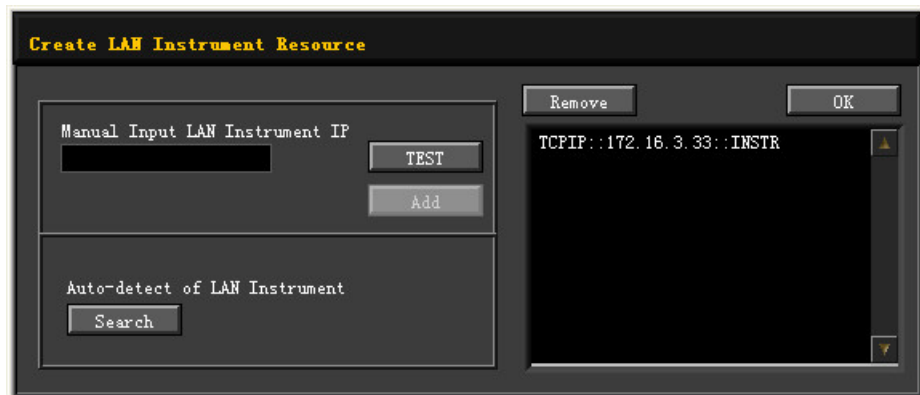 Create LAN Instrument Resource
Manual Input LAN Instrument IP
TEST
Add
Auto-detect of LAN Instrument
Search
Remove
OK
TCPIP::172.16.3.33::INSTR